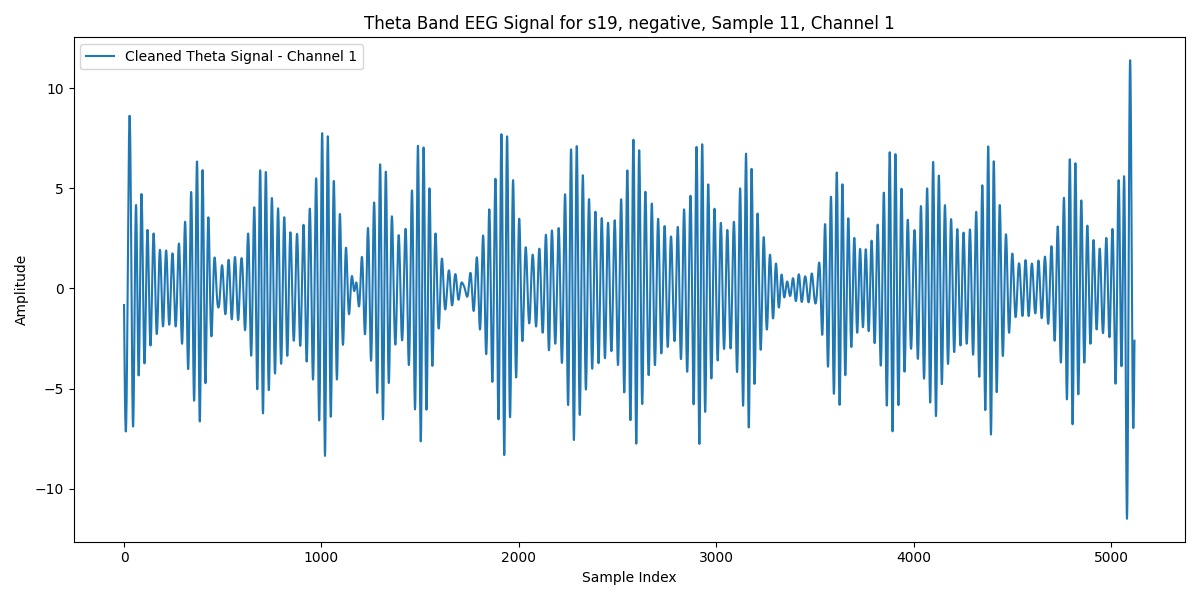 Theta Band EEG Signal for s19, negative, Sample 11, Channel 1
Cleaned Theta Signal - Channel 1
Amplitude
10
5
0
−5
−10
0 1000 2000 3000 4000 5000
Sample Index